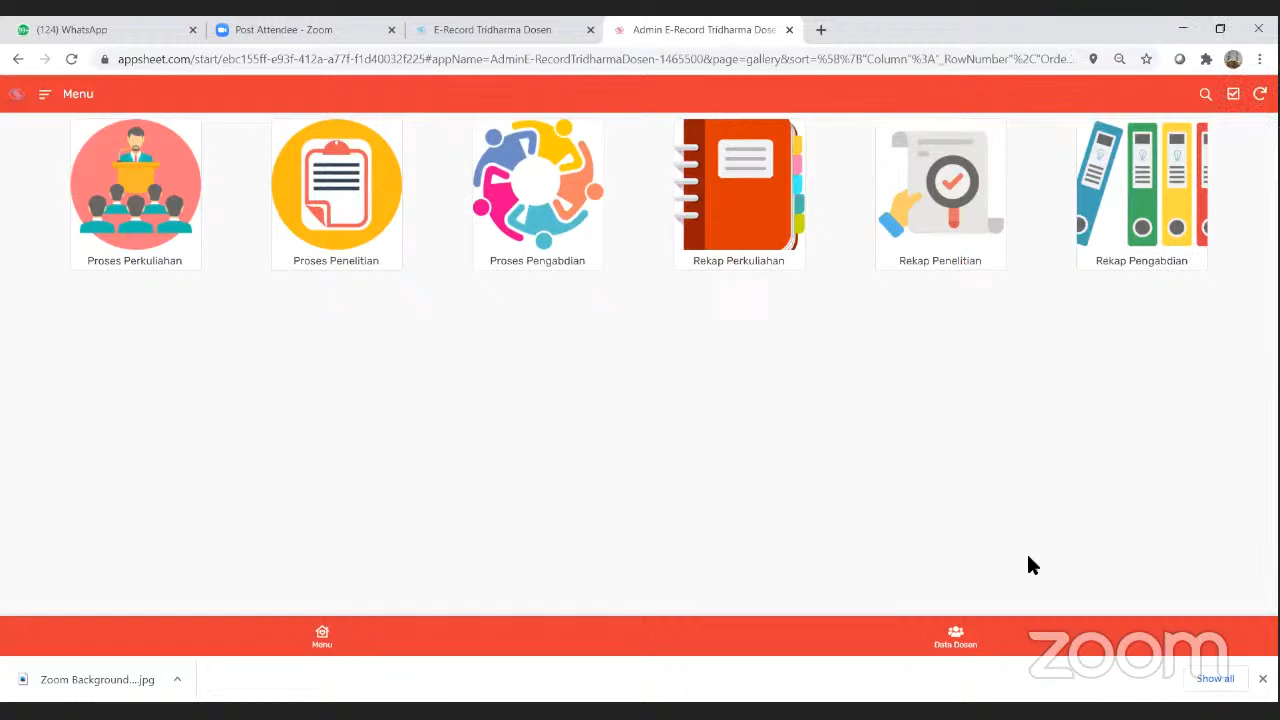 (124) WhatsApp
Post Attendee - Zoom
E-Record Tridharma Dosen
Admin E-Record Tridharma Dose
appsheet.com/start/ebc155ff-e93f-412a-a77f-f1d40032f225#appName=AdminE-RecordTridharmaDosen-1465500&page=gallery&sort=%5B%7B"Column"%3A"_RowNumber"%2C"Orde...
Menu
Proses Perkuliahan
Proses Penelitian
Proses Pengabdian
Rekap Perkuliahan
Rekap Penelitian
Rekap Pengabdian
Menu
Data Dosen
zoom
Zoom Background....jpg
Show all